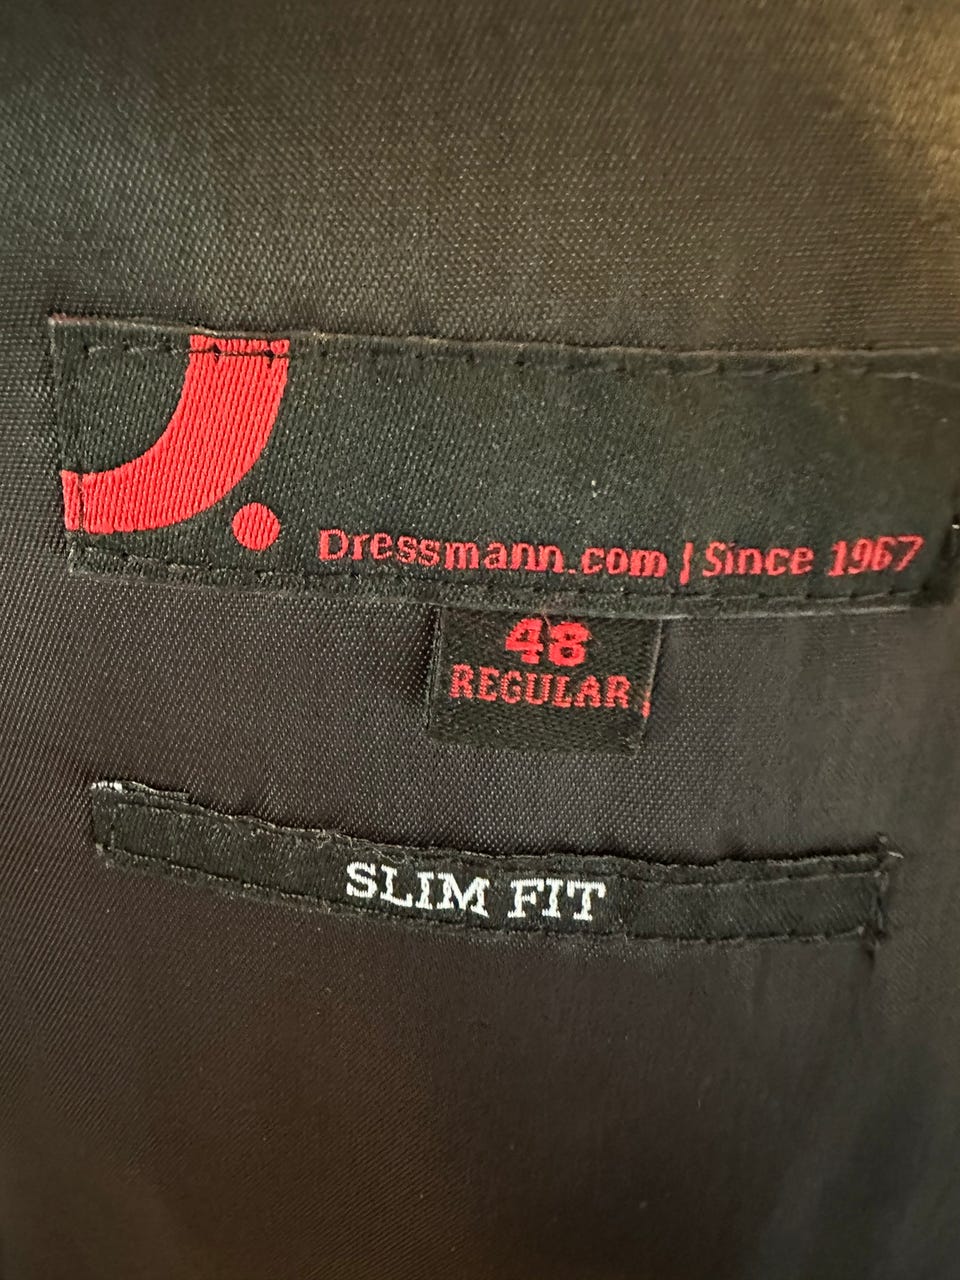 Dressmann.com | Since 1967
48
REGULAR
SLIM FIT